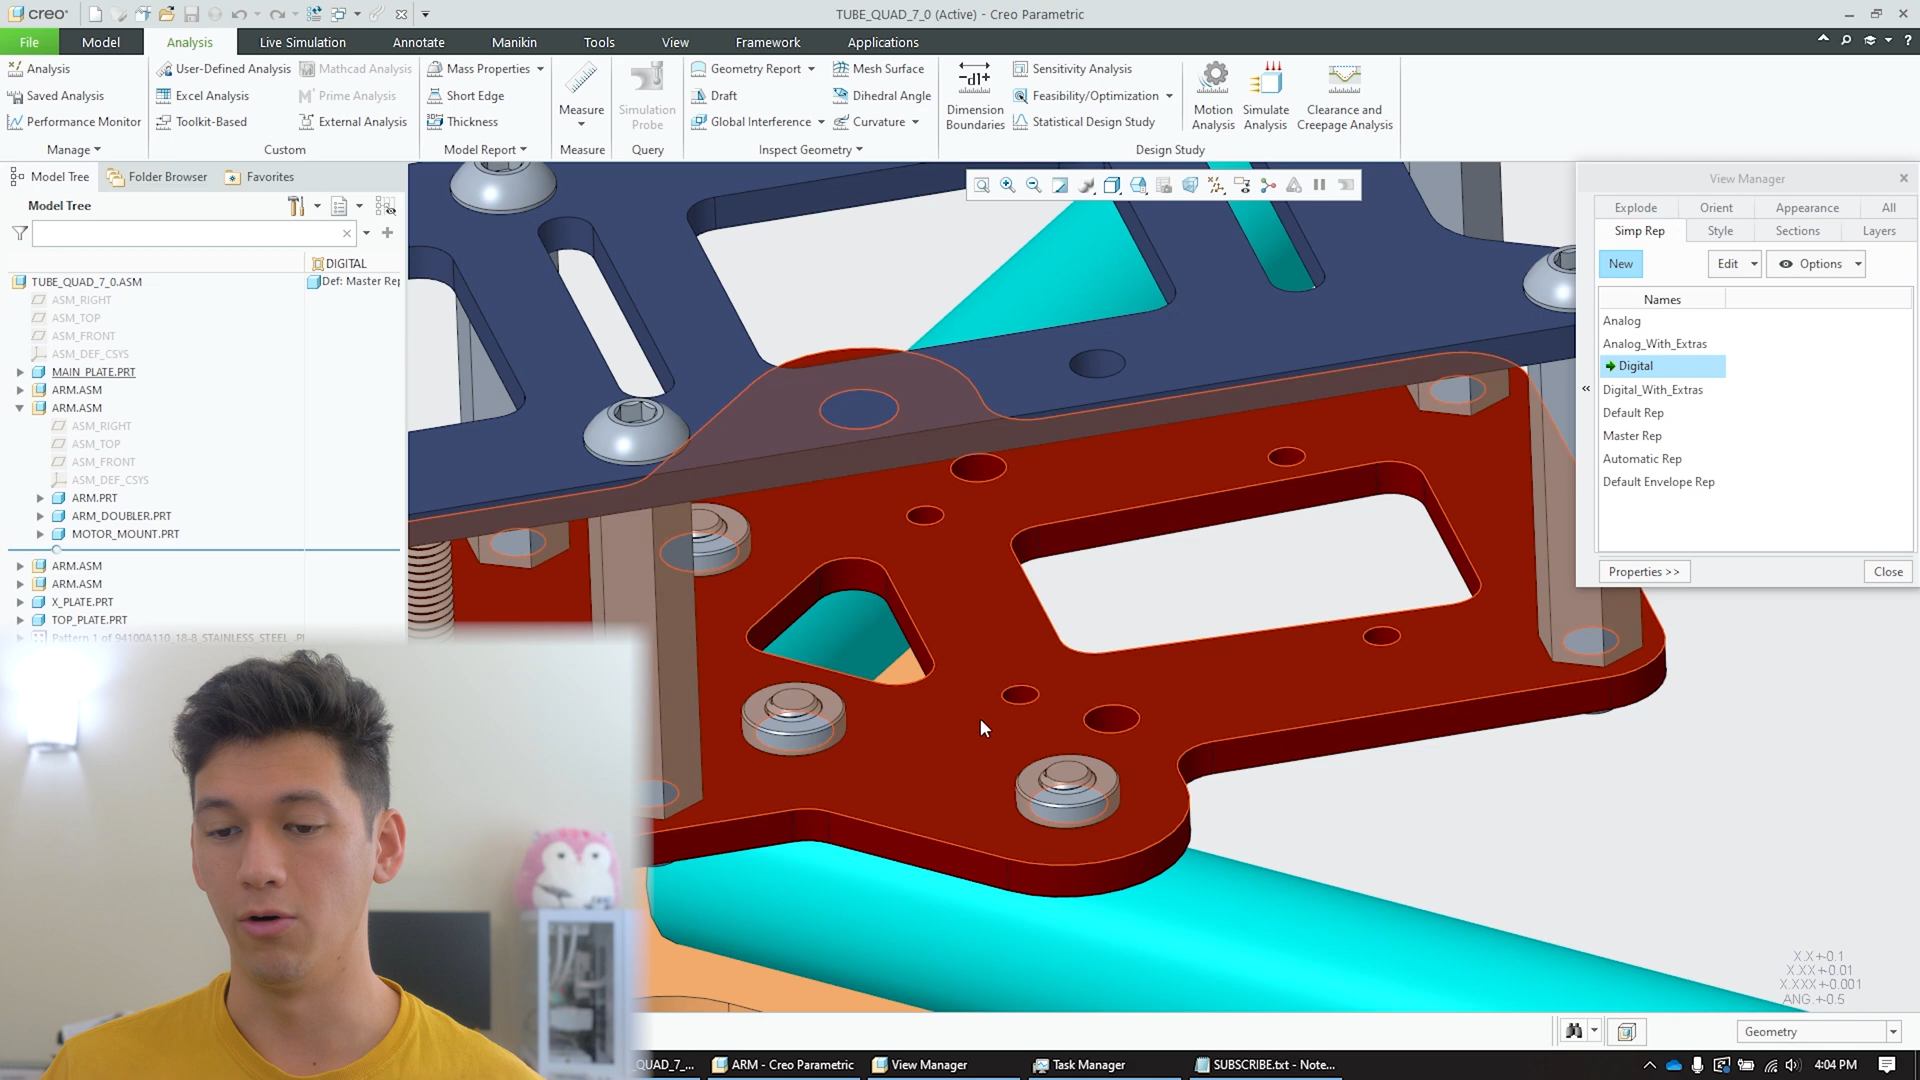 creo
TUBE_QUAD_7_0 (Active) - Creo Parametric
File
Model
Analysis
Live Simulation
Annotate
Manikin
Tools
View
Framework
Applications
Analysis
Saved Analysis
Performance Monitor
Manage
User-Defined Analysis
Excel Analysis
Toolkit-Based
Mathcad Analysis
Prime Analysis
External Analysis
Custom
Mass Properties
Short Edge
Thickness
Model Report
Measure
Measure
Simulation
Probe
Query
Geometry Report
Draft
Global Interference
Mesh Surface
Dihedral Angle
Curvature
Inspect Geometry
Dimension
Boundaries
Sensitivity Analysis
Feasibility/Optimization
Statistical Design Study
Motion
Analysis
Simulate
Analysis
Clearance and
Creepage Analysis
Design Study
Model Tree
Folder Browser
Favorites
Model Tree
DIGITAL
TUBE_QUAD_7_0.ASM
Def: Master Rep
ASM_RIGHT
ASM_TOP
ASM_FRONT
ASM_DEF_CSYS
MAIN_PLATE.PRT
ARM.ASM
ARM.ASM
ASM_RIGHT
ASM_TOP
ASM_FRONT
ASM_DEF_CSYS
ARM.PRT
ARM_DOUBLER.PRT
MOTOR_MOUNT.PRT
ARM.ASM
ARM.ASM
X_PLATE.PRT
TOP_PLATE.PRT
Pattern 1 of 94100A110_18-8_STAINLESS_STEEL_.PI
View Manager
Explode
Orient
Appearance
All
Simp Rep
Style
Sections
Layers
New
Edit
Options
Names
Analog
Analog_With_Extras
Digital
Digital_With_Extras
Default Rep
Master Rep
Automatic Rep
Default Envelope Rep
Properties >>
Close
X.X+-0.1
X.XX+-0.01
X.XXX+-0.001
ANG.+-0.5
Geometry
_QUAD_7_...
ARM - Creo Parametric
View Manager
Task Manager
SUBSCRIBE.txt - Note...
4:04 PM